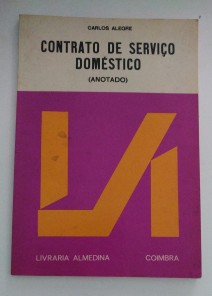 CARLOS ALEGRE
CONTRATO DE SERVIÇO
DOMÉSTICO
(ANOTADO)
LIVRARIA ALMEDINA COIMBRA